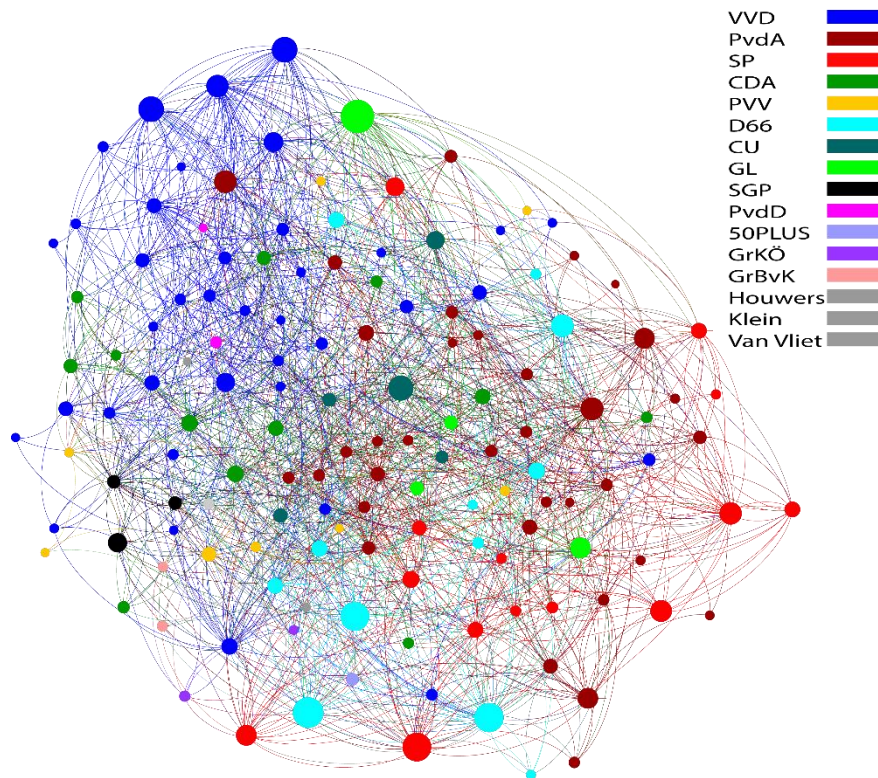 VVD
PvdA
SP
CDA
PVV
D66
CU
GL
SGP
PvdD
50PLUS
GrKÖ
GrBvK
Houwers
Klein
Van Vliet